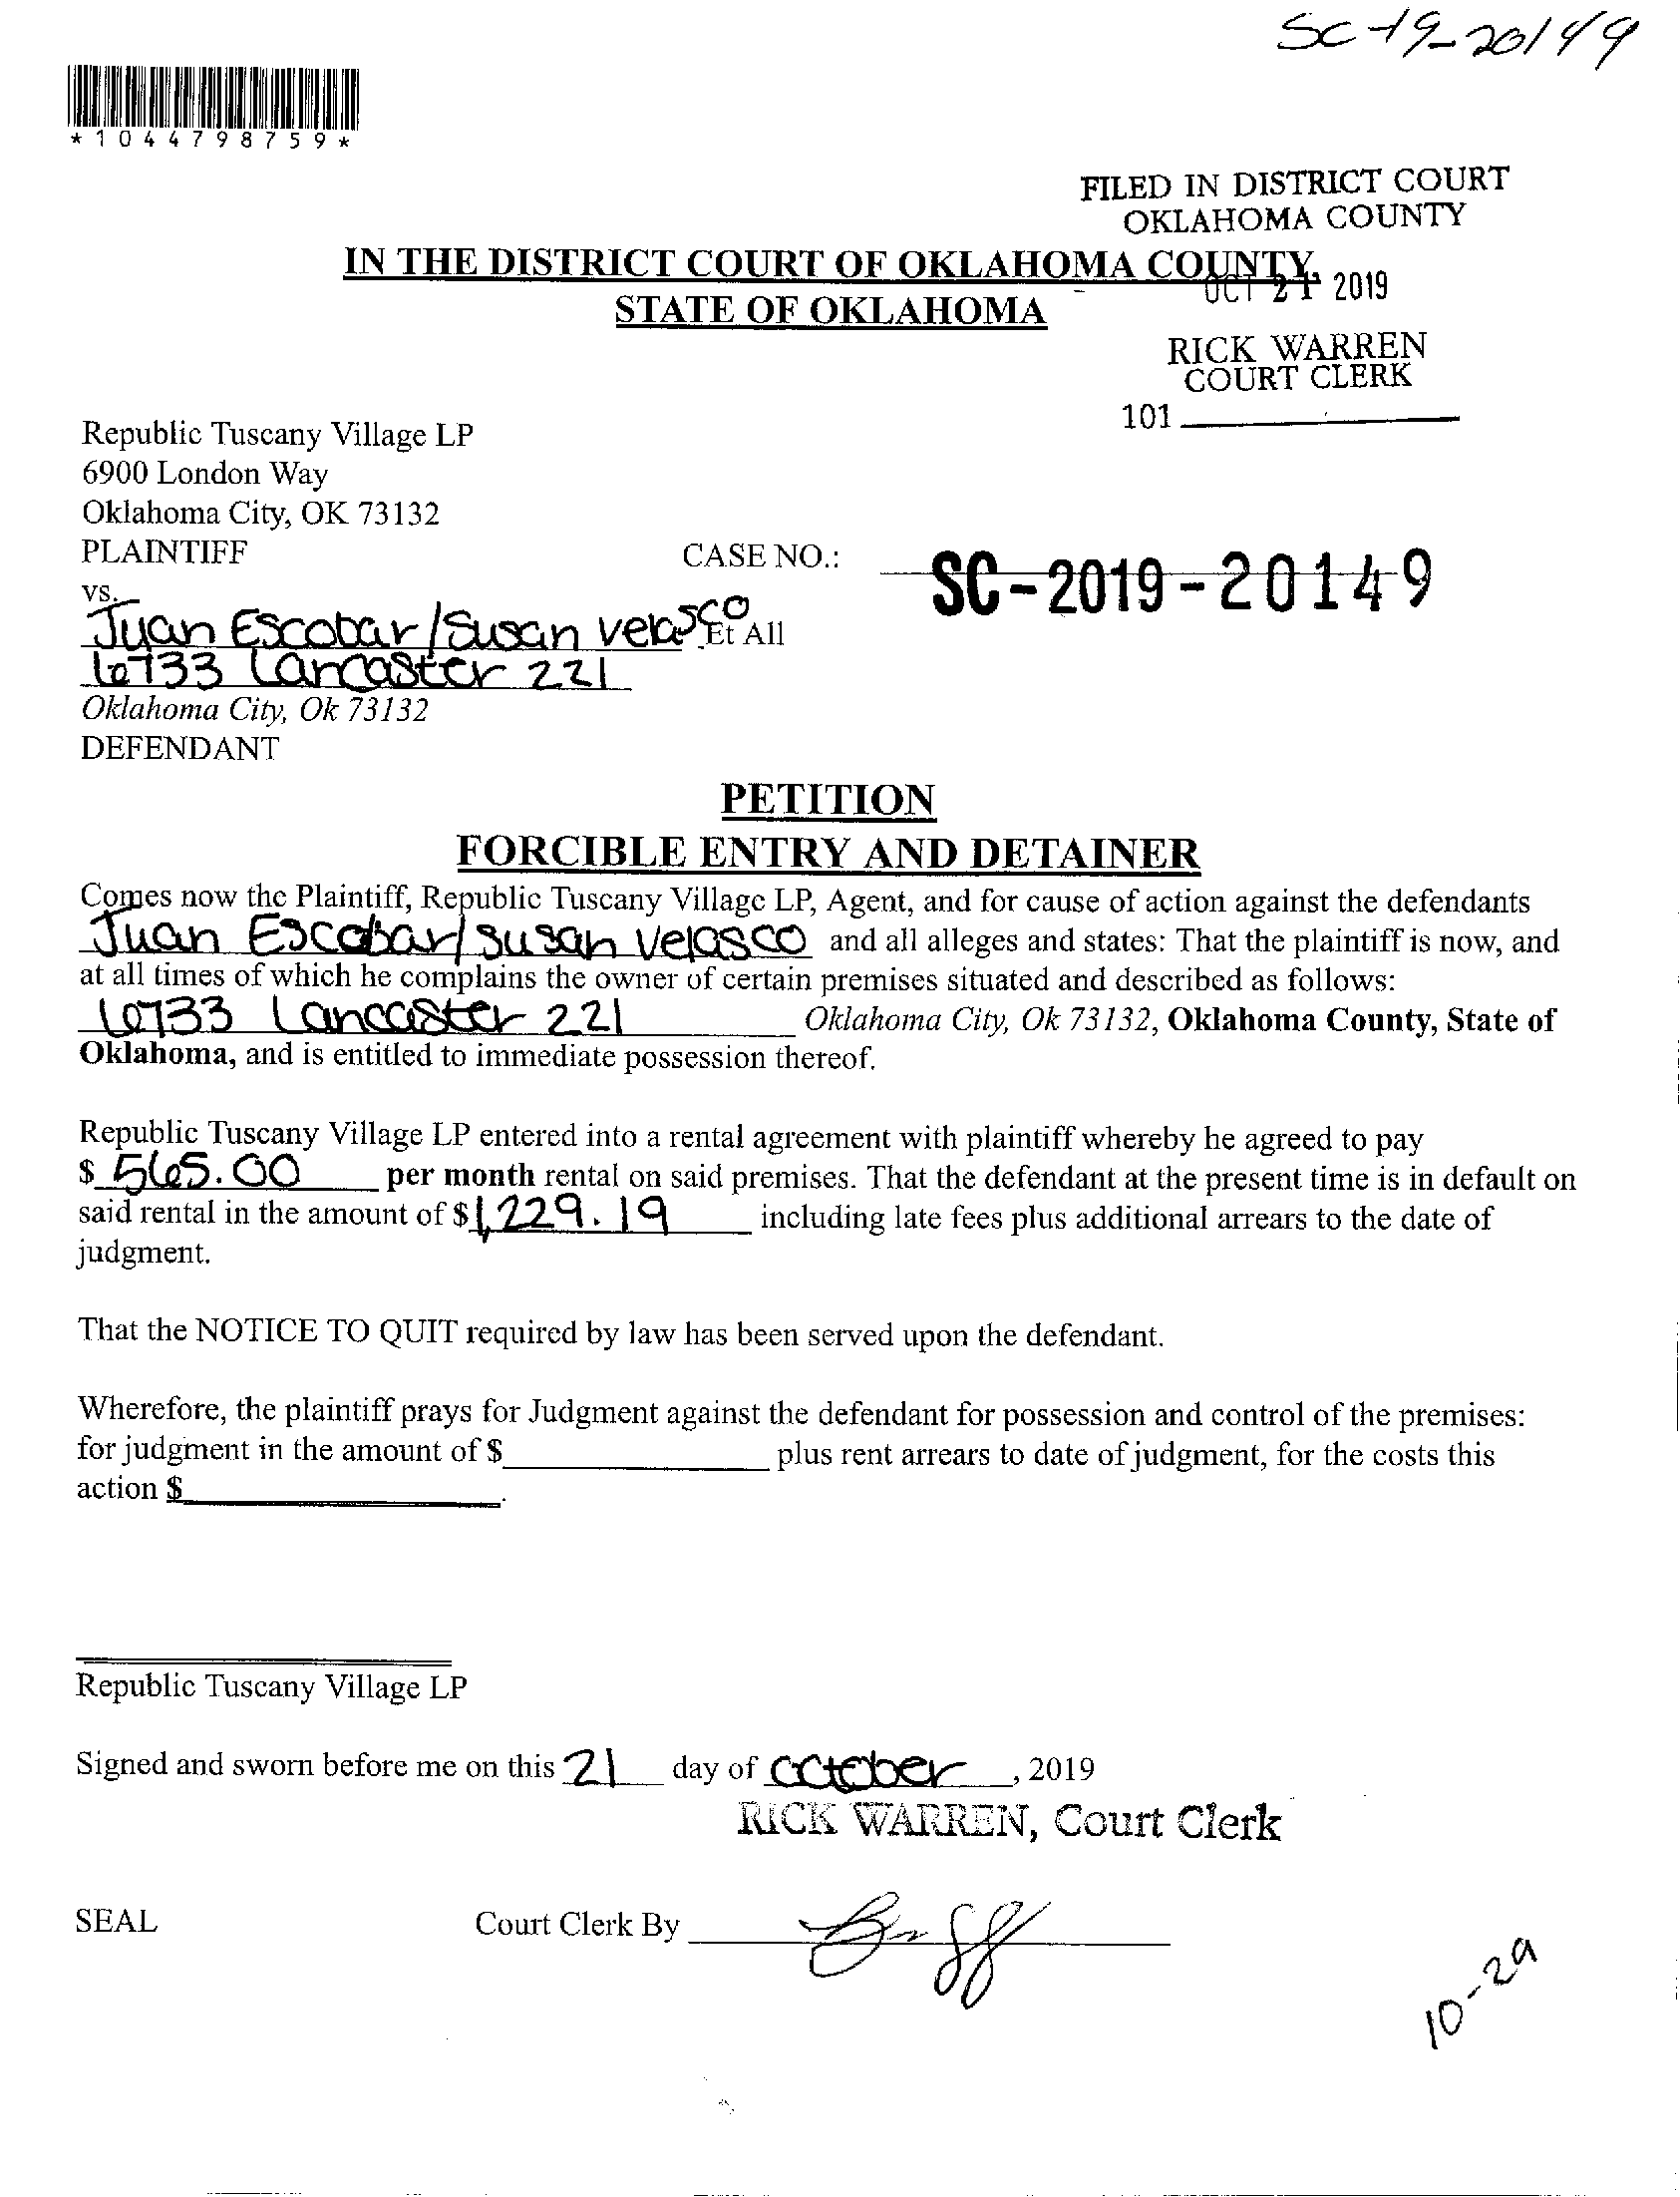 SC-19-20149
*1044798759*
FILED IN DISTRICT COURT
OKLAHOMA COUNTY
IN THE DISTRICT COURT OF OKLAHOMA COUNTY,
OCT 21 2019
STATE OF OKLAHOMA
RICK WARREN
COURT CLERK
101
Republic Tuscany Village LP
6900 London Way
Oklahoma City, OK 73132
PLAINTIFF
CASE NO.: SC-2019-20149
vs.
Juan Escobar/Susan Velasco Et All
6733 Lancaster 221
Oklahoma City, Ok 73132
DEFENDANT
PETITION
FORCIBLE ENTRY AND DETAINER
Comes now the Plaintiff, Republic Tuscany Village LP, Agent, and for cause of action against the defendants
Juan Escobar/Susan Velasco and all alleges and states: That the plaintiff is now, and
at all times of which he complains the owner of certain premises situated and described as follows:
6733 Lancaster 221 Oklahoma City, Ok 73132, Oklahoma County, State of
Oklahoma, and is entitled to immediate possession thereof.
Republic Tuscany Village LP entered into a rental agreement with plaintiff whereby he agreed to pay
$ 565.00 per month rental on said premises. That the defendant at the present time is in default on
said rental in the amount of $1,229.19 including late fees plus additional arrears to the date of
judgment.
That the NOTICE TO QUIT required by law has been served upon the defendant.
Wherefore, the plaintiff prays for Judgment against the defendant for possession and control of the premises:
for judgment in the amount of $ plus rent arrears to date of judgment, for the costs this
action $ .
Republic Tuscany Village LP
Signed and sworn before me on this 21 day of October, 2019
RICK WARREN, Court Clerk
SEAL Court Clerk By
10-29